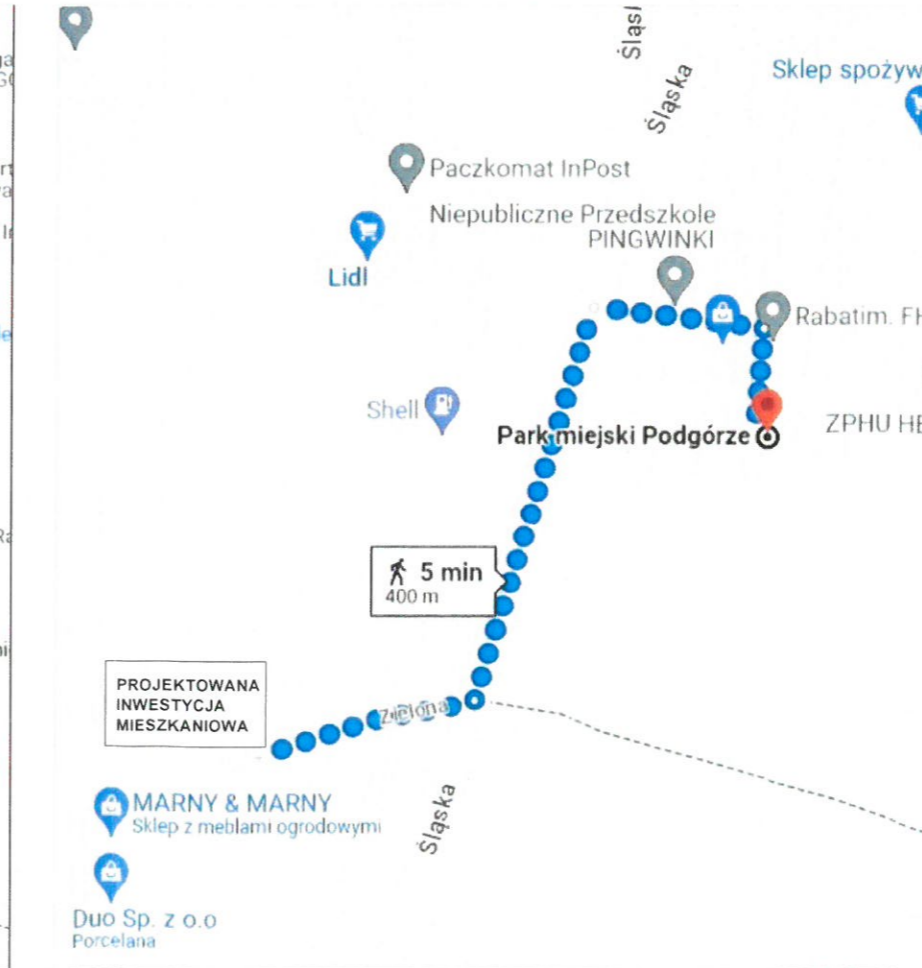 Śląska
Sklep spożyw
Śląska
Paczkomat InPost
Niepubliczne Przedszkole
PINGWINKI
Lidl
Rabatim. FH
Shell
Park miejski Podgórze
ZPHU HE
5 min
400 m
PROJEKTOWANA
INWESTYCJA
MIESZKANIOWA
Zielona
MARNY & MARNY
Sklep z meblami ogrodowymi
Śląska
Duo Sp. z o.o
Porcelana